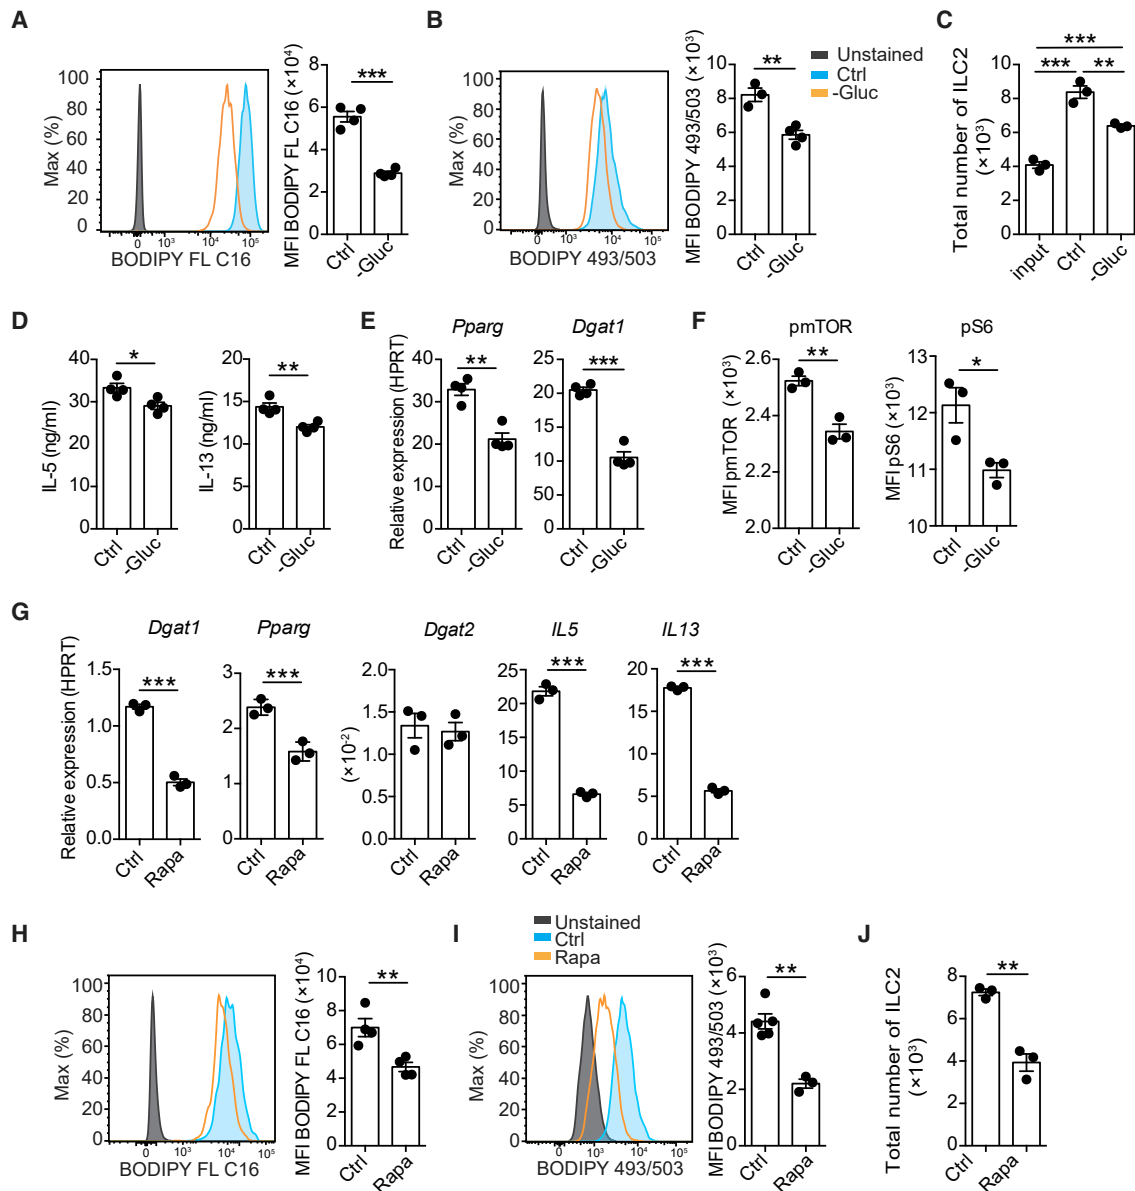 A
B
C
Unstained
Ctrl
-Gluc
Max (%)
100
80
60
40
20
0
0 10³ 10⁴ 10⁵
BODIPY FL C16
MFI BODIPY FL C16 (×10⁴)
8
6
4
2
0
***
Ctrl
-Gluc
Max (%)
100
80
60
40
20
0
0 10³ 10⁴ 10⁵
BODIPY 493/503
MFI BODIPY 493/503 (×10³)
10
8
6
4
2
0
**
Ctrl
-Gluc
Total number of ILC2
(×10³)
10
8
6
4
2
0
***
*** **
input
Ctrl
-Gluc
D
IL-5 (ng/ml)
40
30
20
10
0
*
Ctrl
-Gluc
IL-13 (ng/ml)
20
15
10
5
0
**
Ctrl
-Gluc
E
Pparg
Relative expression (HPRT)
40
30
20
10
0
**
Ctrl
-Gluc
Dgat1
25
20
15
10
50
0
***
Ctrl
-Gluc
F
pmTOR
MFI pmTOR (×10³)
2.6
2.4
2.2
2.0
**
Ctrl
-Gluc
pS6
MFI pS6 (×10³)
13
12
11
10
*
Ctrl
-Gluc
G
Dgat1
Relative expression (HPRT)
1.5
1.0
0.5
0.0
***
Ctrl
Rapa
Pparg
3
2
1
0
***
Ctrl
Rapa
Dgat2
(×10⁻²)
2.0
1.5
1.0
0.5
0.0
Ctrl
Rapa
IL5
25
20
15
10
5
0
***
Ctrl
Rapa
IL13
20
15
10
5
0
***
Ctrl
Rapa
H
Max (%)
100
80
60
40
20
0
0 10³ 10⁴ 10⁵
BODIPY FL C16
MFI BODIPY FL C16 (×10⁴)
10
8
6
4
2
0
**
Ctrl
Rapa
I
Unstained
Ctrl
Rapa
Max (%)
100
80
60
40
20
0
0 10³ 10⁴ 10⁵
BODIPY 493/503
MFI BODIPY 493/503 (×10³)
6
4
2
0
**
Ctrl
Rapa
J
Total number of ILC2
(×10³)
8
6
4
2
0
**
Ctrl
Rapa